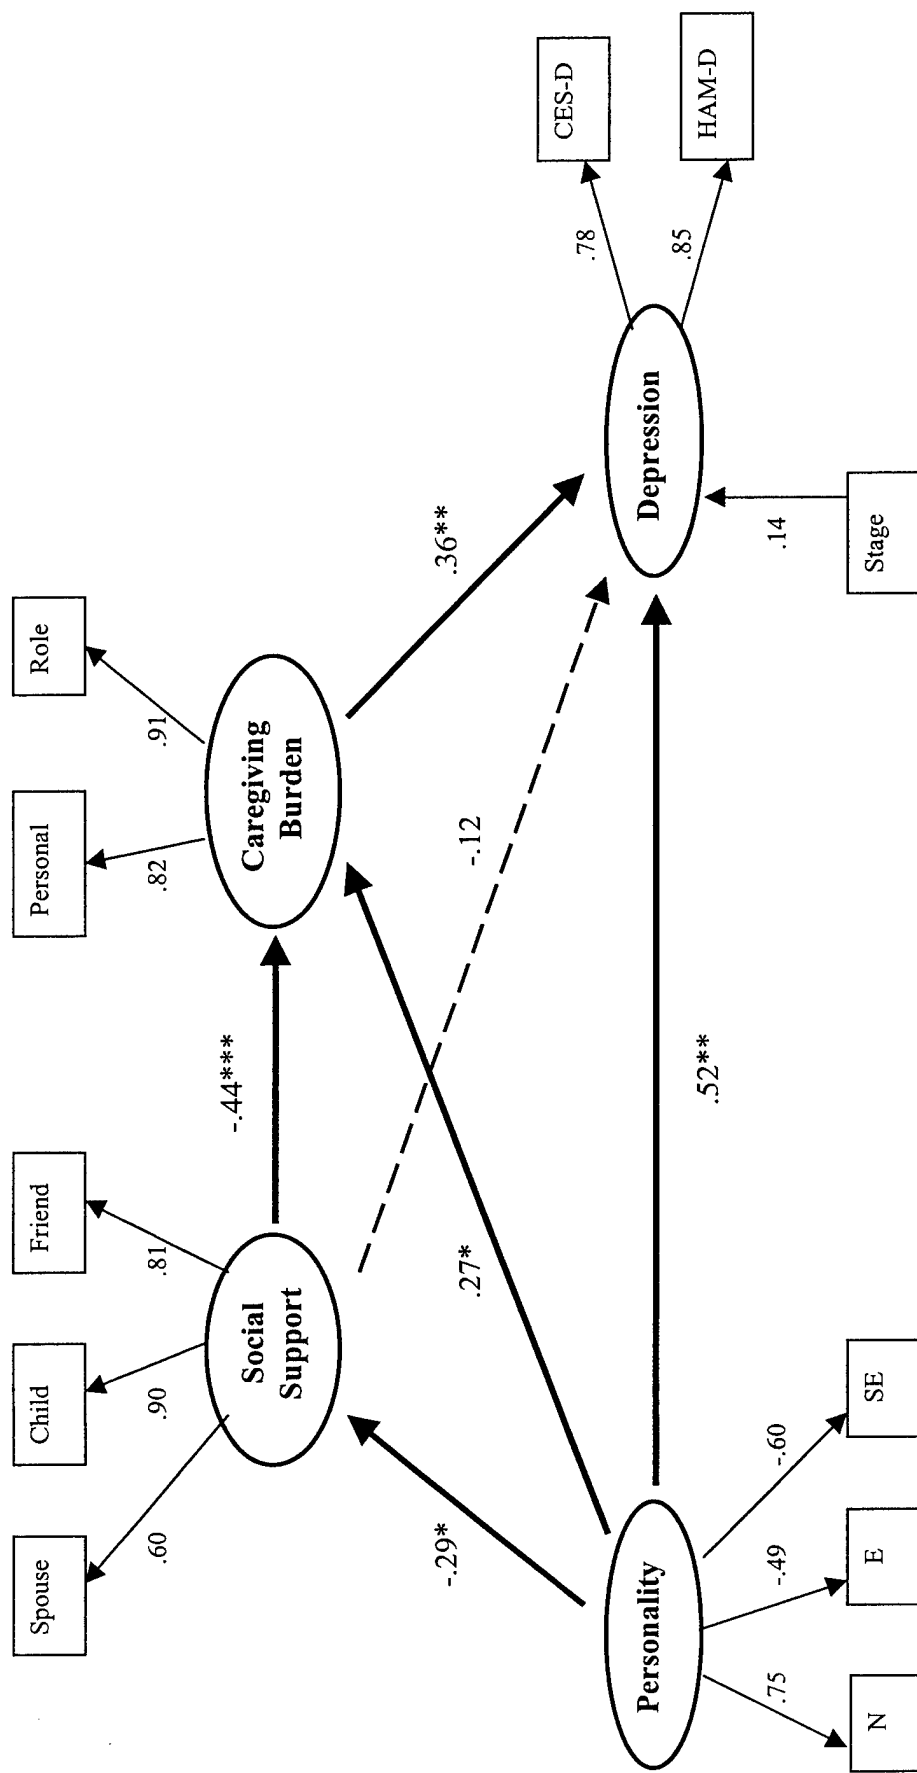 Spouse
Child
Friend
Personal
Role
.60
.90
.81
.82
.91
Social
Support
-.44***
Caregiving
Burden
-.29*
.27*
-.12
.36**
CES-D
.78
HAM-D
.85
Personality
.52**
Depression
.75
-.49
-.60
.14
N
E
SE
Stage